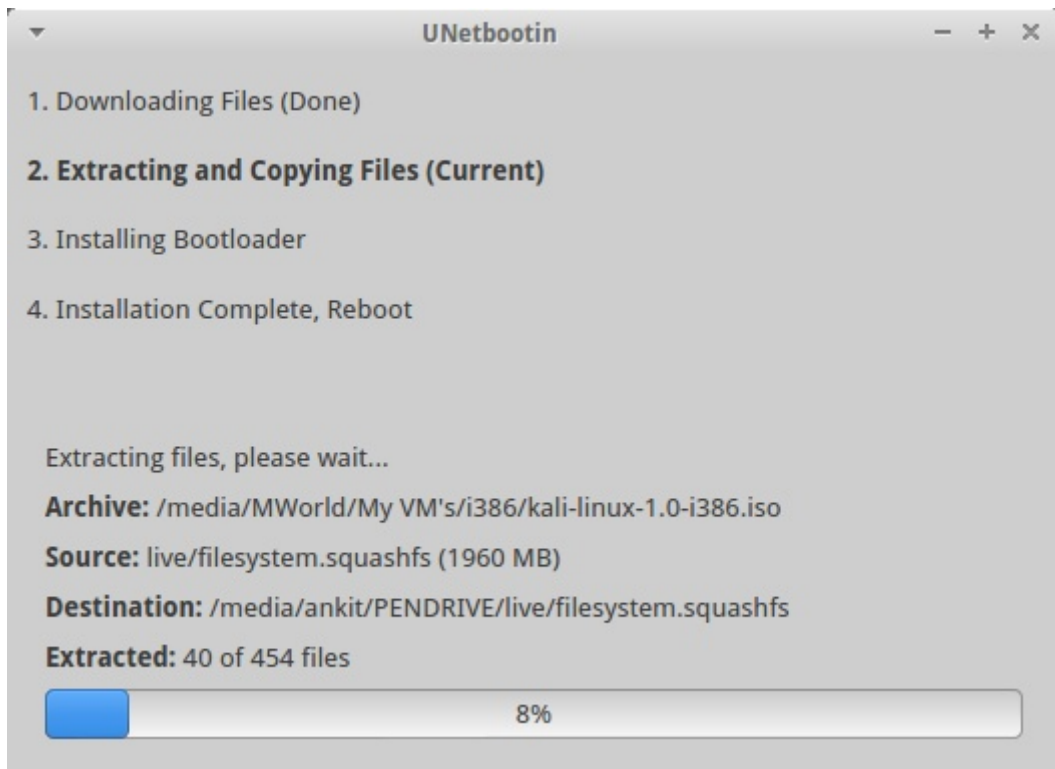 UNetbootin
1. Downloading Files (Done)
2. Extracting and Copying Files (Current)
3. Installing Bootloader
4. Installation Complete, Reboot
Extracting files, please wait...
Archive: /media/MWorld/My VM's/i386/kali-linux-1.0-i386.iso
Source: live/filesystem.squashfs (1960 MB)
Destination: /media/ankit/PENDRIVE/live/filesystem.squashfs
Extracted: 40 of 454 files
8%